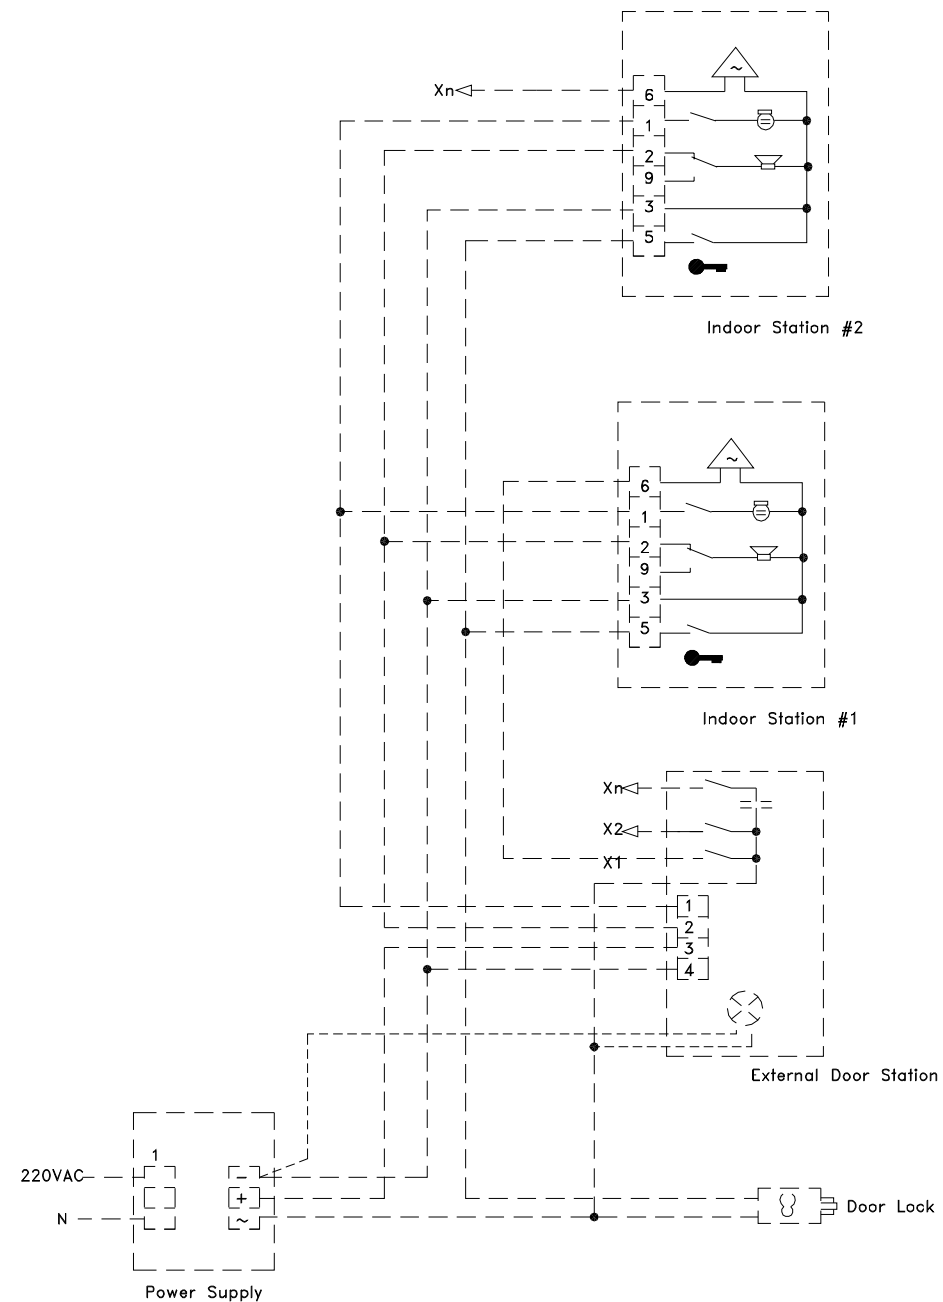 Xn
6
1
2
9
3
5
Indoor Station #2
6
1
2
9
3
5
Indoor Station #1
Xn
X2
X1
1
2
3
4
External Door Station
1
220VAC
−
+
N
~
Door Lock
Power Supply